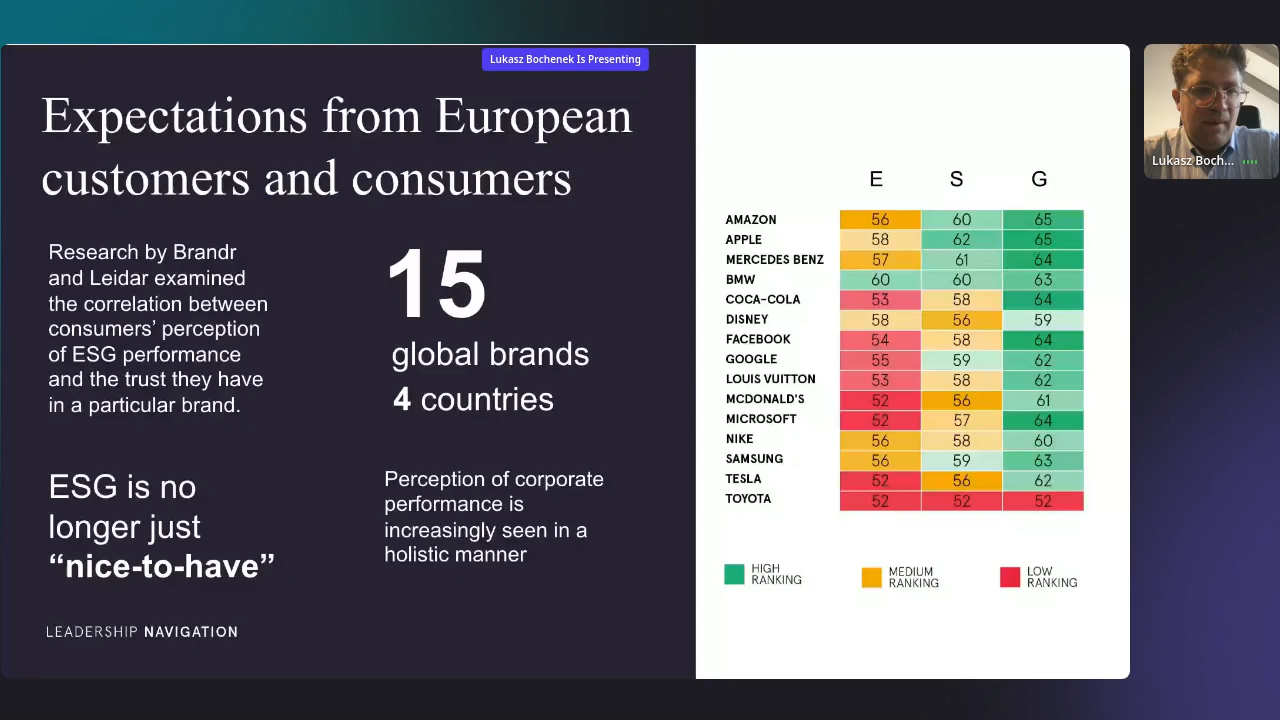 Lukasz Bochenek Is Presenting
Expectations from European
customers and consumers
Research by Brandr
and Leidar examined
the correlation between
consumers’ perception
of ESG performance
and the trust they have
in a particular brand.
15
global brands
4 countries
ESG is no
longer just
“nice-to-have”
Perception of corporate
performance is
increasingly seen in a
holistic manner
LEADERSHIP NAVIGATION
E S G
AMAZON 56 60 65
APPLE 58 62 65
MERCEDES BENZ 57 61 64
BMW 60 60 63
COCA-COLA 53 58 64
DISNEY 58 56 59
FACEBOOK 54 58 64
GOOGLE 55 59 62
LOUIS VUITTON 53 58 62
MCDONALD'S 52 56 61
MICROSOFT 52 57 64
NIKE 56 58 60
SAMSUNG 56 59 63
TESLA 52 56 62
TOYOTA 52 52 52
HIGH
RANKING
MEDIUM
RANKING
LOW
RANKING
Lukasz Boch...